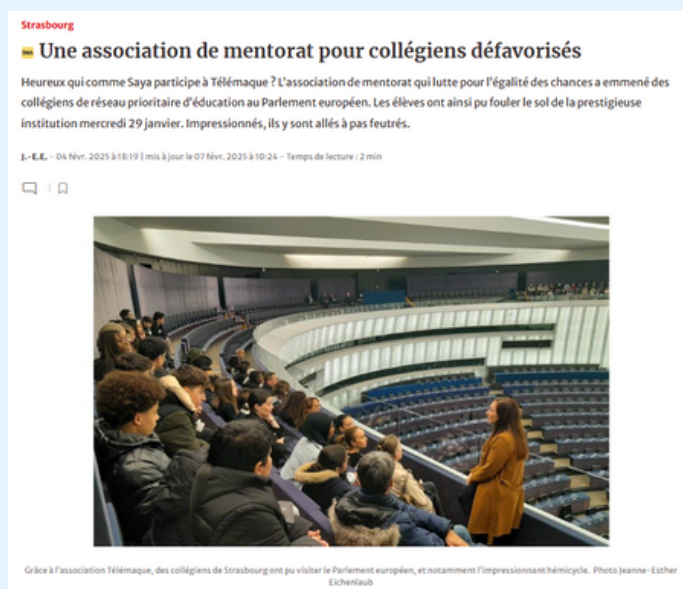 Strasbourg
Une association de mentorat pour collégiens défavorisés
Heureux qui comme Saya participe à Télémaque ? L'association de mentorat qui lutte pour l'égalité des chances a emmené des
collégiens de réseau prioritaire d'éducation au Parlement européen. Les élèves ont ainsi pu fouler le sol de la prestigieuse
institution mercredi 29 janvier. Impressionnés, ils y sont allés à pas feutrés.
J.-E.E. - 04 févr. 2025 à 18:19 | mis à jour le 07 févr. 2025 à 10:24 - Temps de lecture : 2 min
Grâce à l'association Télémaque, des collégiens de Strasbourg ont pu visiter le Parlement européen, et notamment l'impressionnant hémicycle. Photo Jeanne-Esther
Eichenlaub